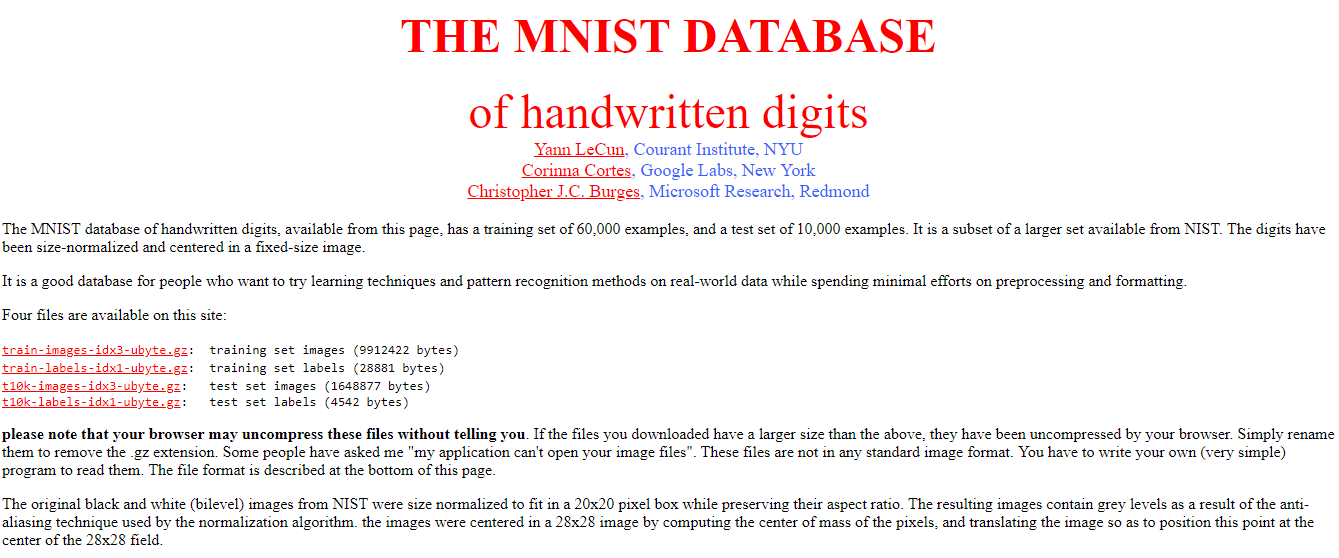 THE MNIST DATABASE
of handwritten digits
Yann LeCun, Courant Institute, NYU
Corinna Cortes, Google Labs, New York
Christopher J.C. Burges, Microsoft Research, Redmond
The MNIST database of handwritten digits, available from this page, has a training set of 60,000 examples, and a test set of 10,000 examples. It is a subset of a larger set available from NIST. The digits have
been size-normalized and centered in a fixed-size image.
It is a good database for people who want to try learning techniques and pattern recognition methods on real-world data while spending minimal efforts on preprocessing and formatting.
Four files are available on this site:
train-images-idx3-ubyte.gz: training set images (9912422 bytes)
train-labels-idx1-ubyte.gz: training set labels (28881 bytes)
t10k-images-idx3-ubyte.gz: test set images (1648877 bytes)
t10k-labels-idx1-ubyte.gz: test set labels (4542 bytes)
please note that your browser may uncompress these files without telling you. If the files you downloaded have a larger size than the above, they have been uncompressed by your browser. Simply rename
them to remove the .gz extension. Some people have asked me "my application can't open your image files". These files are not in any standard image format. You have to write your own (very simple)
program to read them. The file format is described at the bottom of this page.
The original black and white (bilevel) images from NIST were size normalized to fit in a 20x20 pixel box while preserving their aspect ratio. The resulting images contain grey levels as a result of the anti-
aliasing technique used by the normalization algorithm. the images were centered in a 28x28 image by computing the center of mass of the pixels, and translating the image so as to position this point at the
center of the 28x28 field.